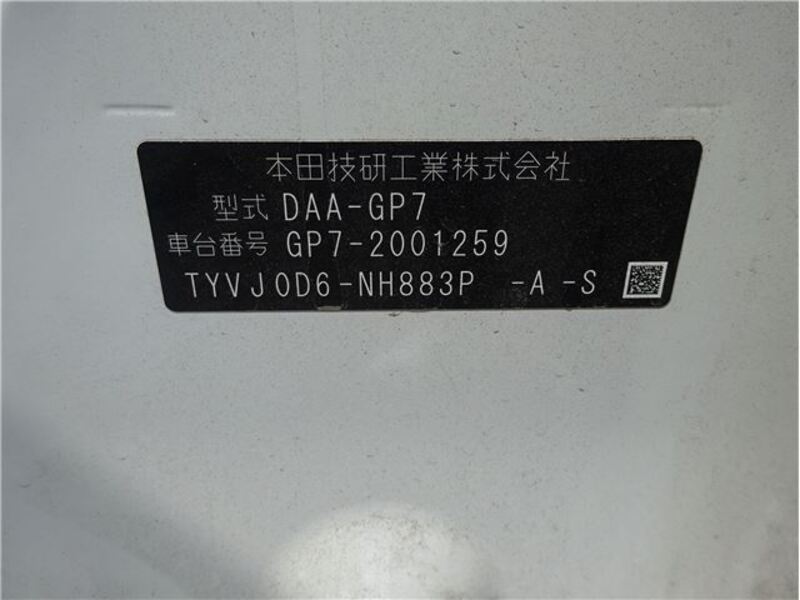 本田技研工業株式会社
型式 DAA-GP7
車台番号 GP7-2001259
TYVJ0D6-NH883P -A -S